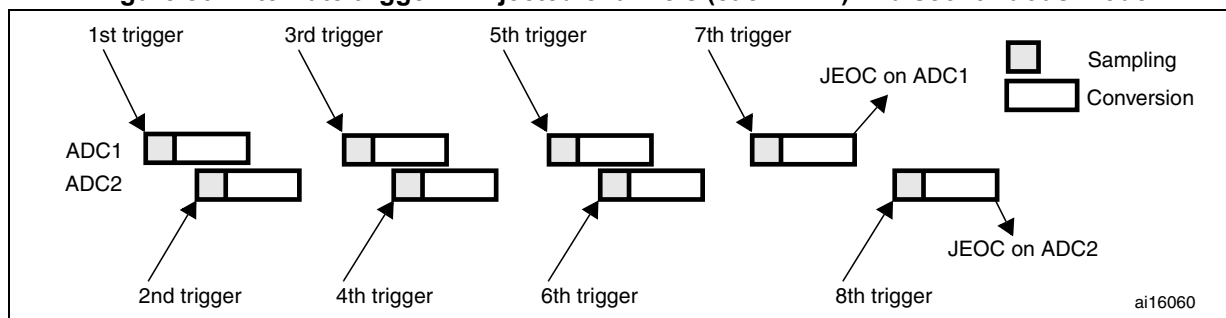 1st trigger
3rd trigger
5th trigger
7th trigger
JEOC on ADC1
Sampling
Conversion
ADC1
ADC2
JEOC on ADC2
2nd trigger
4th trigger
6th trigger
8th trigger
ai16060